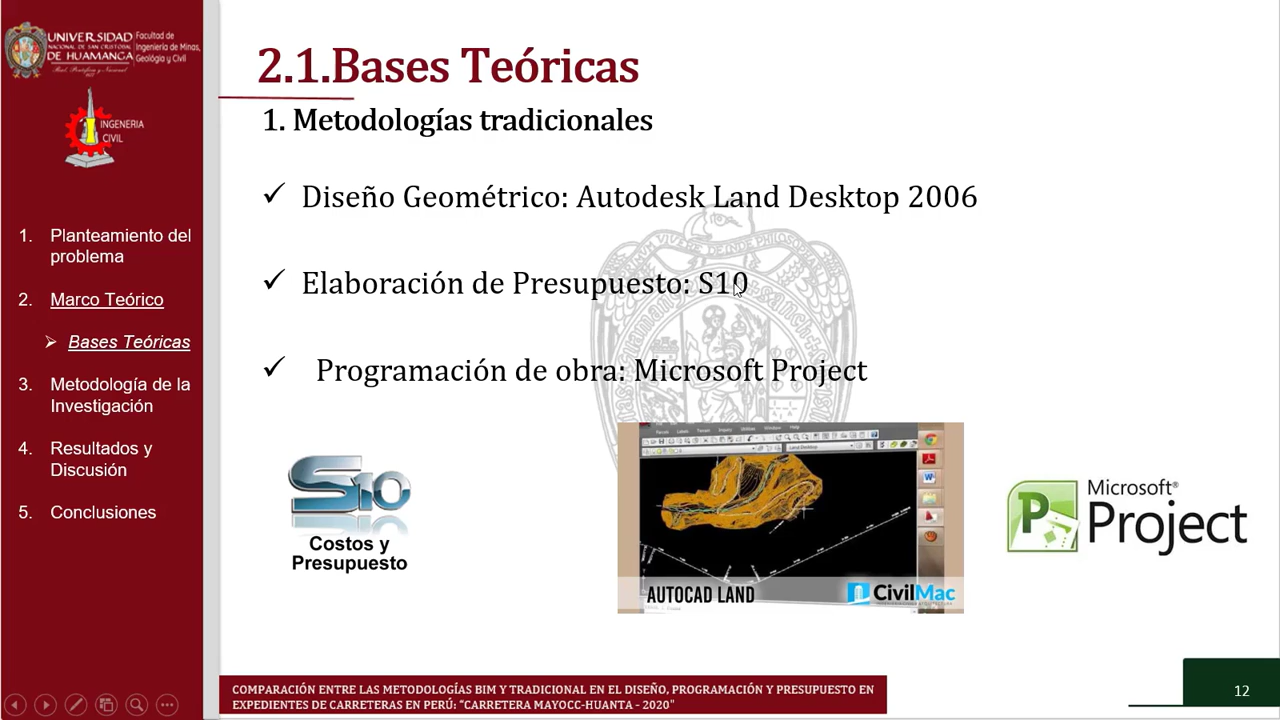 UNIVERSIDAD
NACIONAL DE SAN CRISTOBAL
DE HUAMANGA
Facultad de
Ingeniería de Minas,
Geológia y Civil
INGENERIA
CIVIL
1. Planteamiento del
problema
2. Marco Teórico
Bases Teóricas
3. Metodología de la
Investigación
4. Resultados y
Discusión
5. Conclusiones
2.1.Bases Teóricas
1. Metodologías tradicionales
Diseño Geométrico: Autodesk Land Desktop 2006
Elaboración de Presupuesto: S10
Programación de obra: Microsoft Project
S10
Costos y
Presupuesto
AUTOCAD LAND
CivilMac
Microsoft®
Project
COMPARACIÓN ENTRE LAS METODOLOGÍAS BIM Y TRADICIONAL EN EL DISEÑO, PROGRAMACIÓN Y PRESUPUESTO EN
EXPEDIENTES DE CARRETERAS EN PERÚ: "CARRETERA MAYOCC-HUANTA - 2020"
12